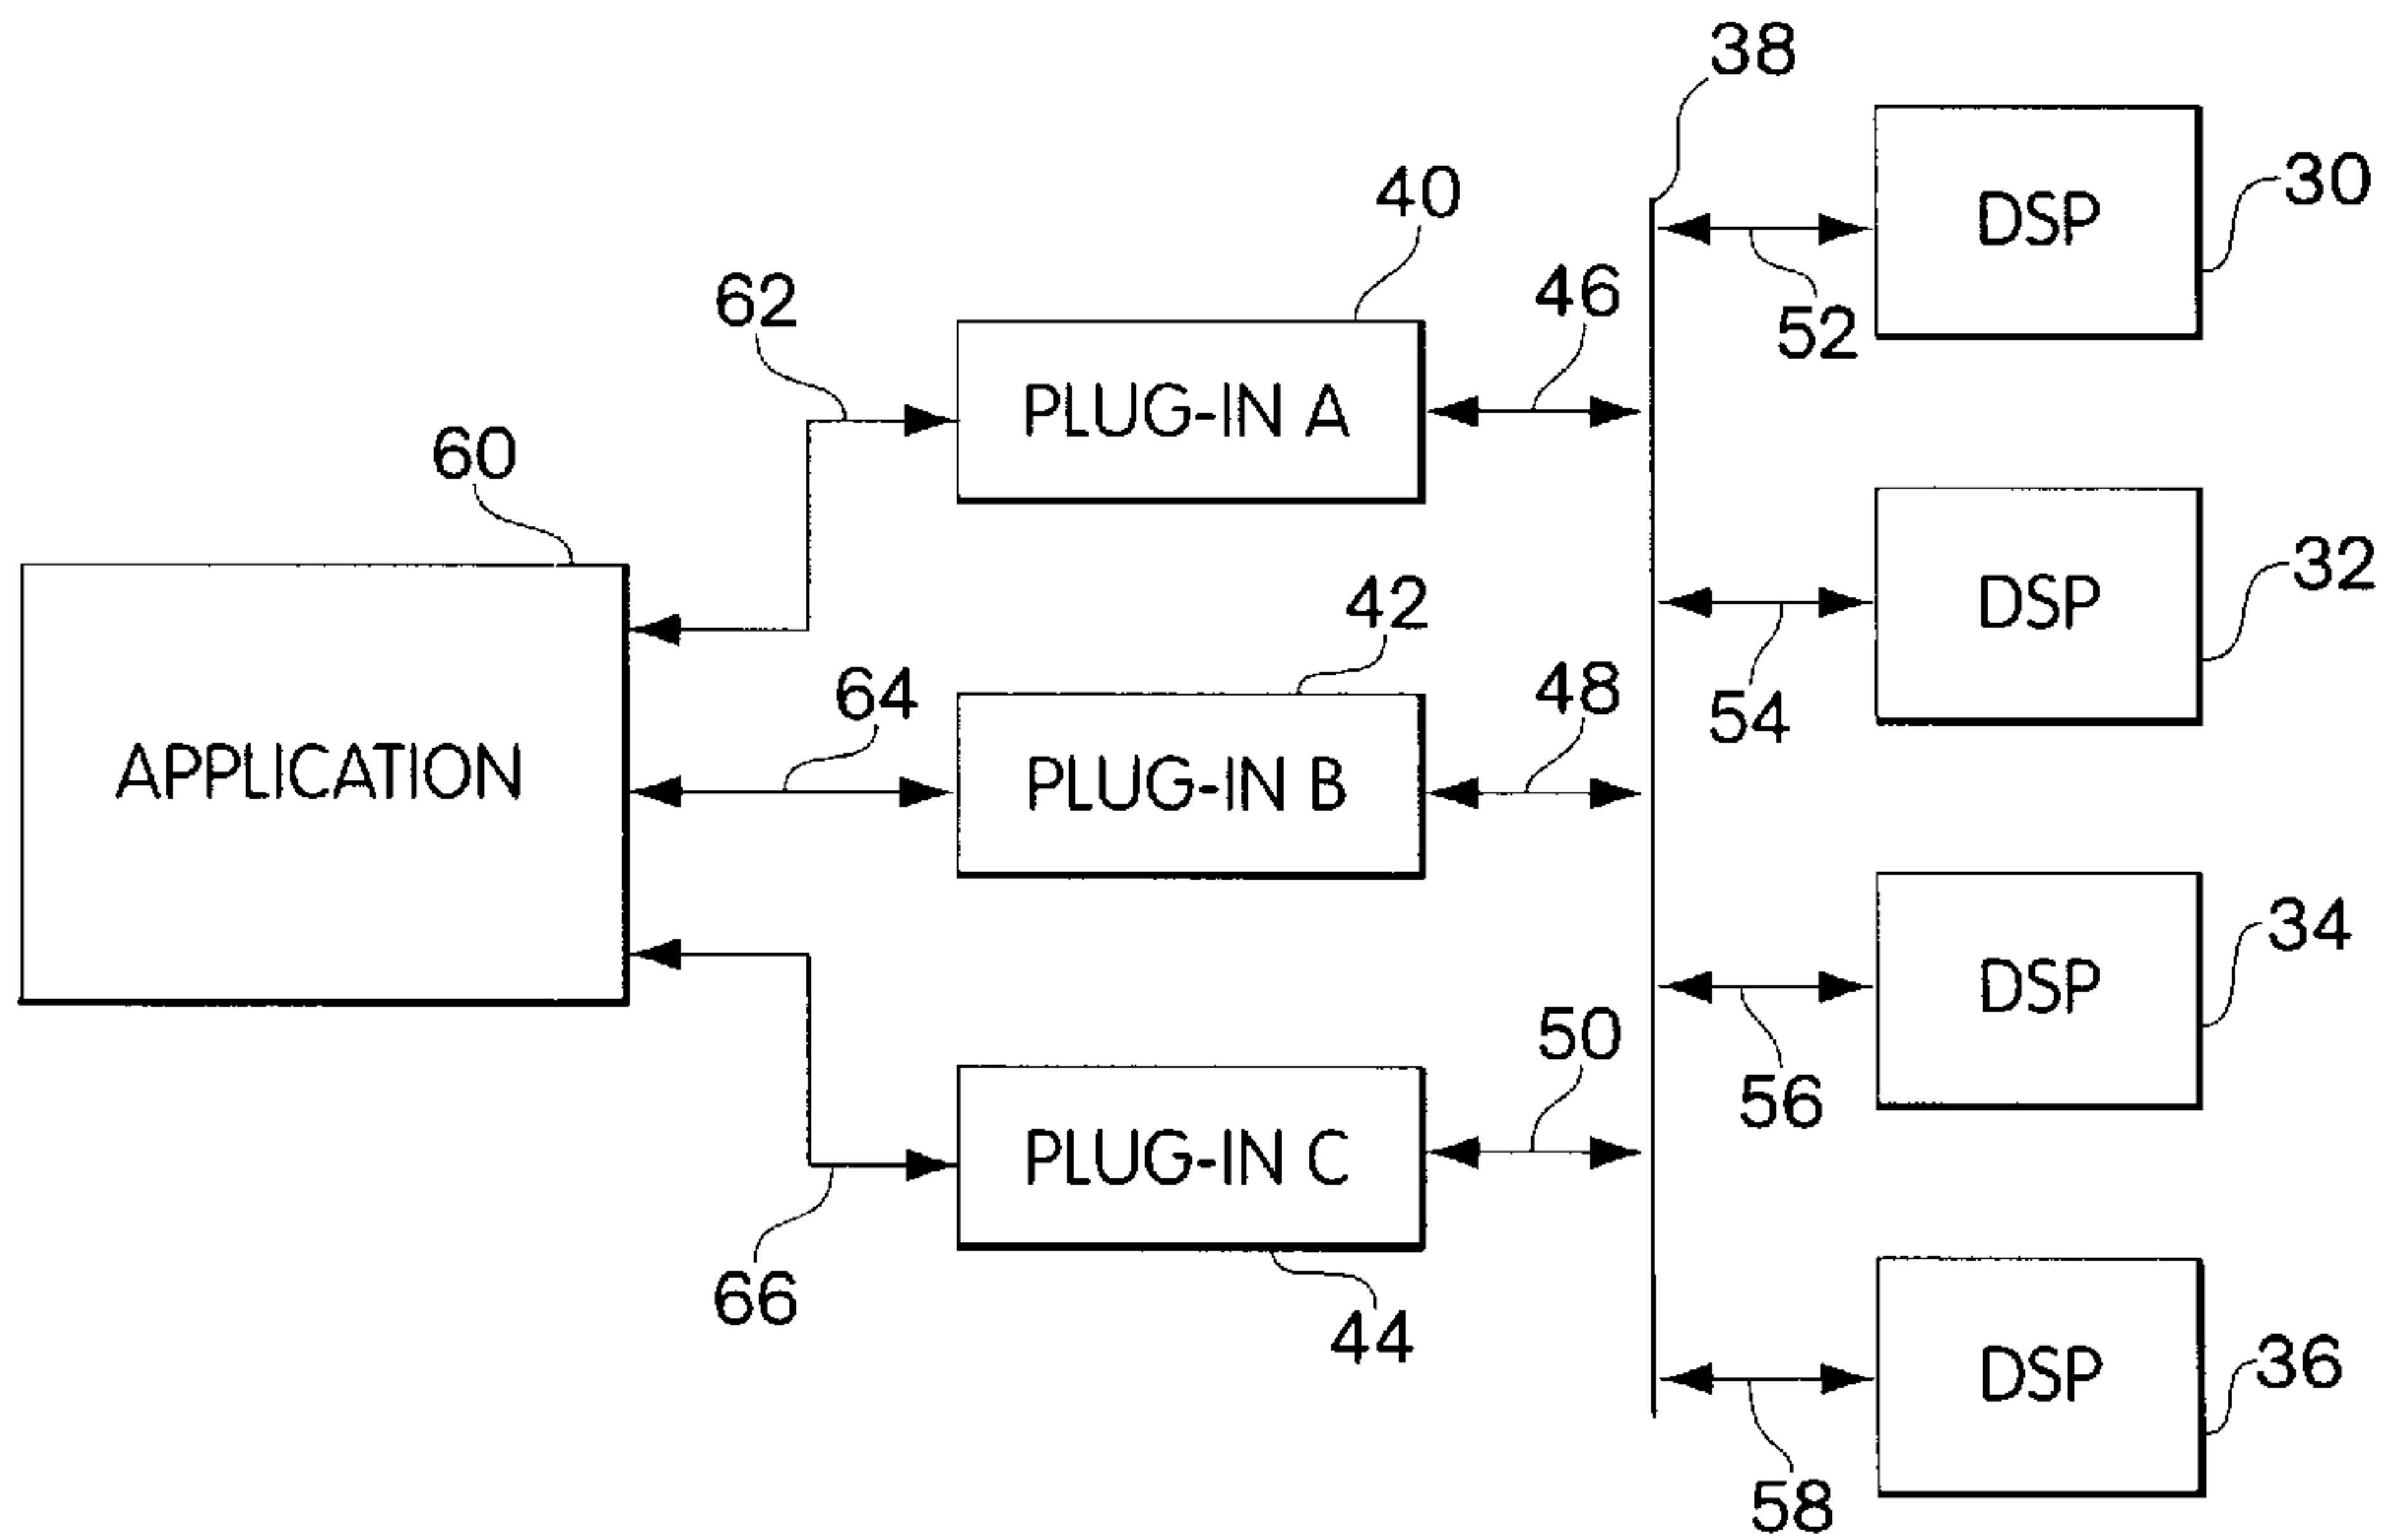 38
30
DSP
52
40
62
46
PLUG-IN A
60
32
DSP
54
42
64
48
APPLICATION
PLUG-IN B
34
DSP
56
50
PLUG-IN C
66
44
36
DSP
58